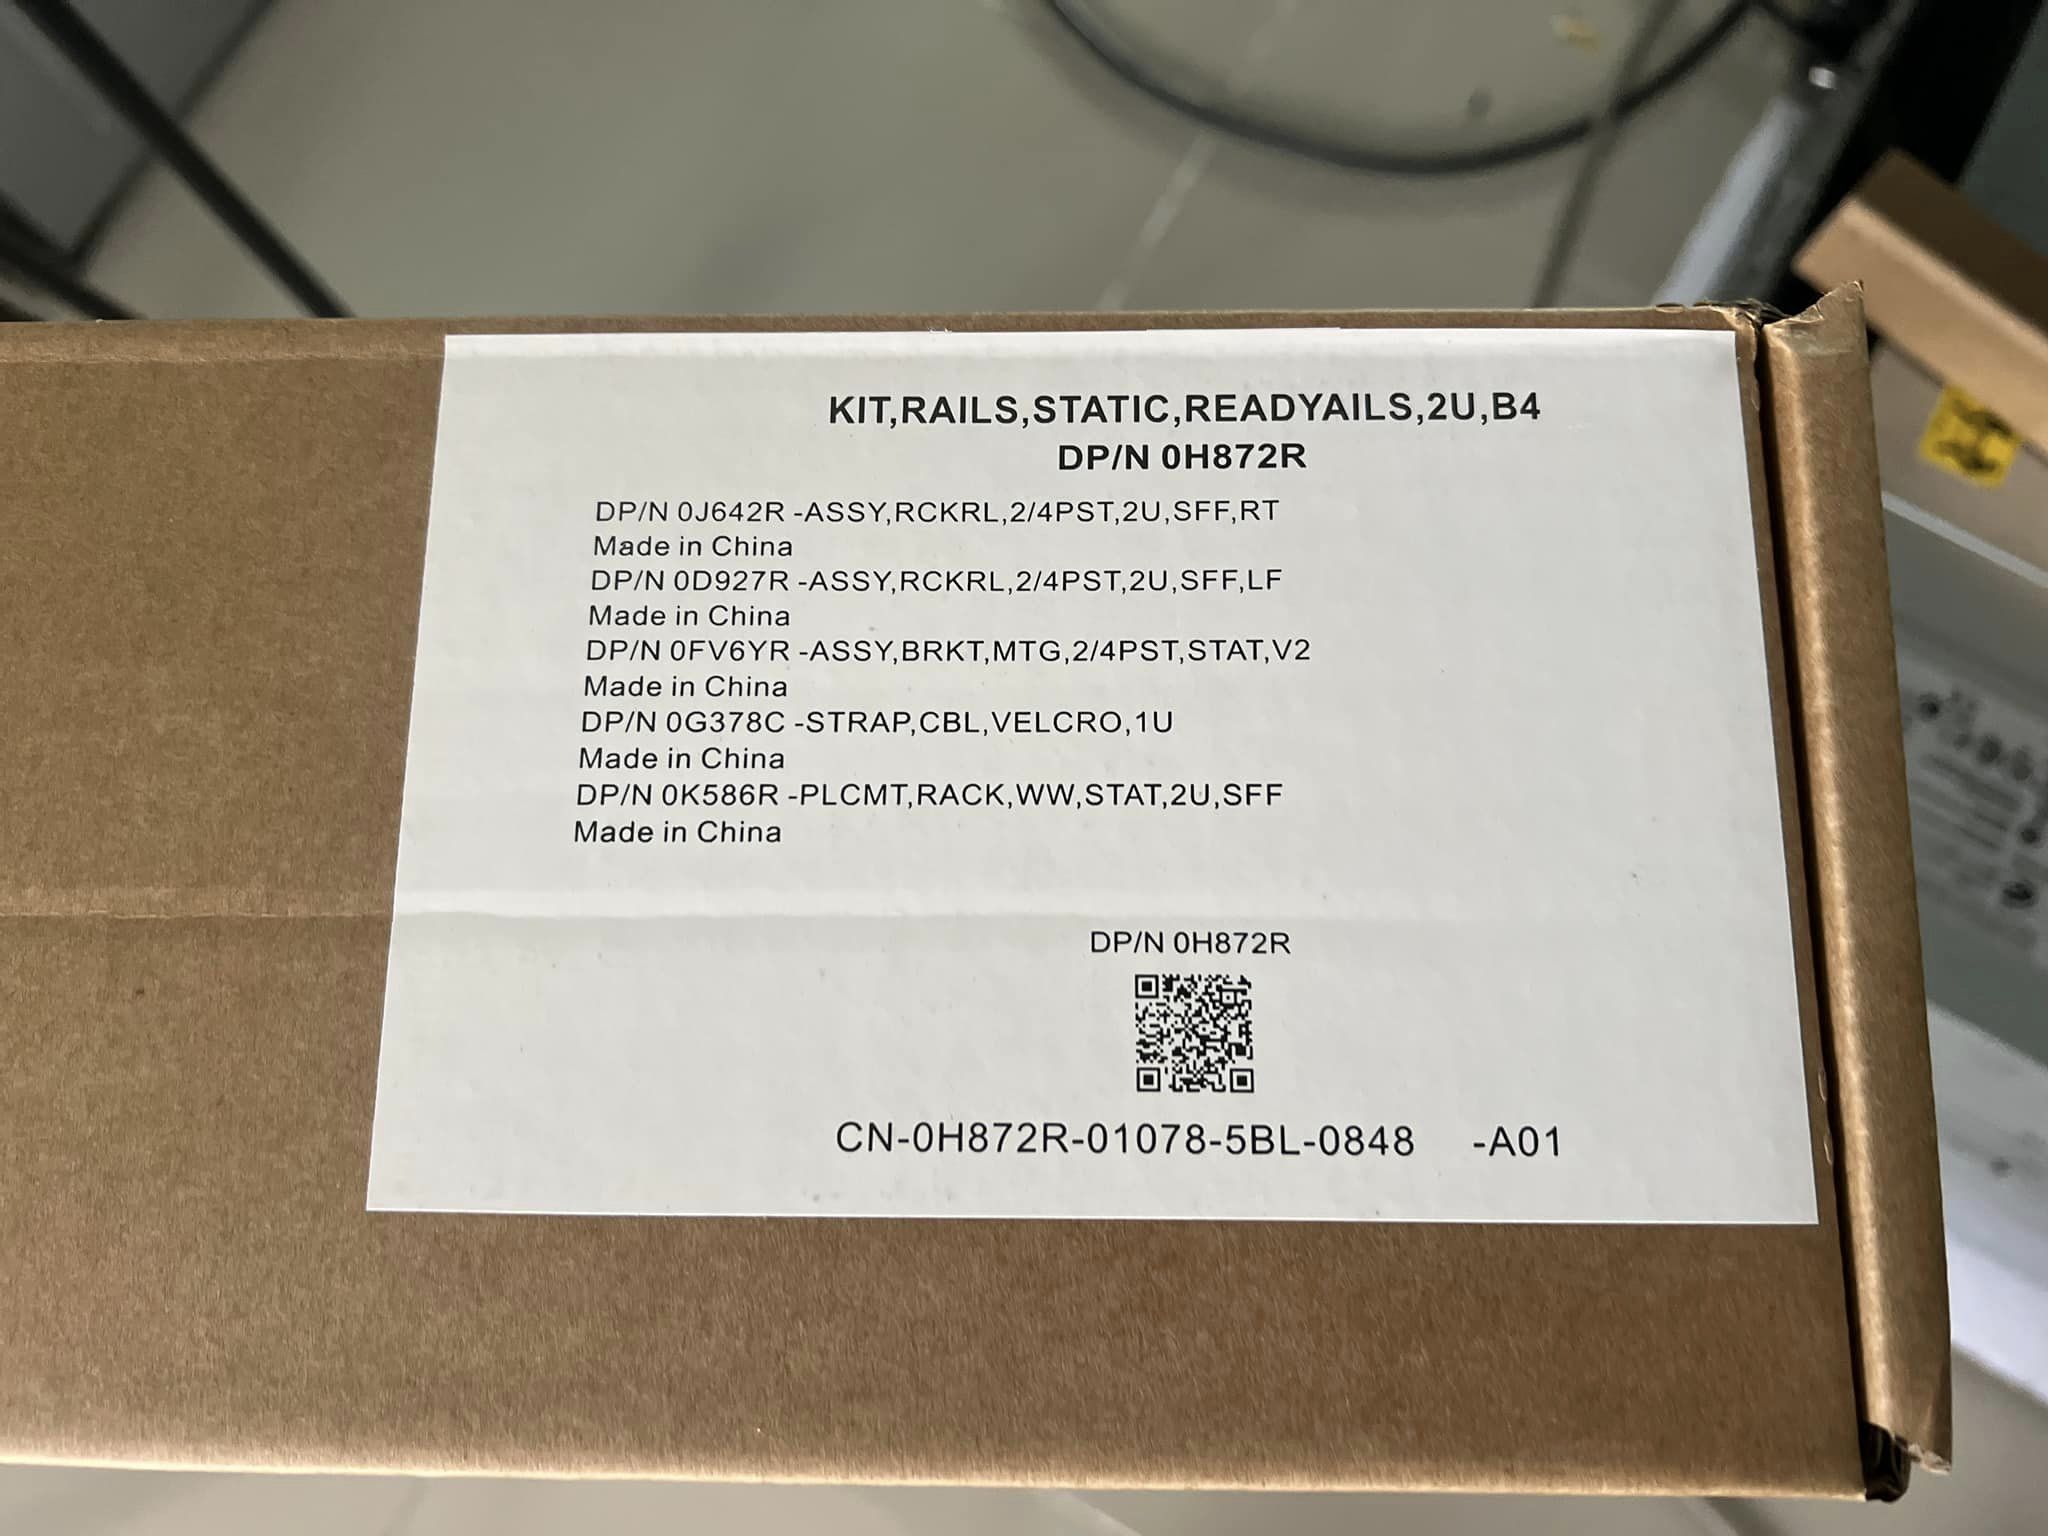 KIT,RAILS,STATIC,READYAILS,2U,B4
DP/N 0H872R
DP/N 0J642R -ASSY,RCKRL,2/4PST,2U,SFF,RT
Made in China
DP/N 0D927R -ASSY,RCKRL,2/4PST,2U,SFF,LF
Made in China
DP/N 0FV6YR -ASSY,BRKT,MTG,2/4PST,STAT,V2
Made in China
DP/N 0G378C -STRAP,CBL,VELCRO,1U
Made in China
DP/N 0K586R -PLCMT,RACK,WW,STAT,2U,SFF
Made in China
DP/N 0H872R
CN-0H872R-01078-5BL-0848 -A01